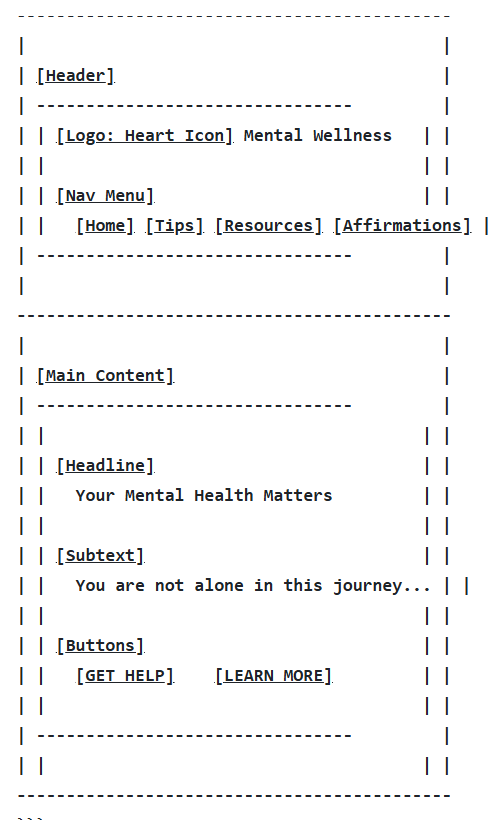 --------------------------------------------
|                                          |
| [Header]                                 |
| --------------------------------         |
| | [Logo: Heart Icon] Mental Wellness   | |
| |                                      | |
| | [Nav Menu]                           | |
| |   [Home] [Tips] [Resources] [Affirmations] |
| --------------------------------         |
|                                          |
--------------------------------------------
|                                          |
| [Main Content]                           |
| --------------------------------         |
| |                                      | |
| | [Headline]                           | |
| |   Your Mental Health Matters         | |
| |                                      | |
| | [Subtext]                            | |
| |   You are not alone in this journey... | |
| |                                      | |
| | [Buttons]                            | |
| |   [GET HELP]    [LEARN MORE]         | |
| |                                      | |
| --------------------------------         |
| |                                      | |
--------------------------------------------
```